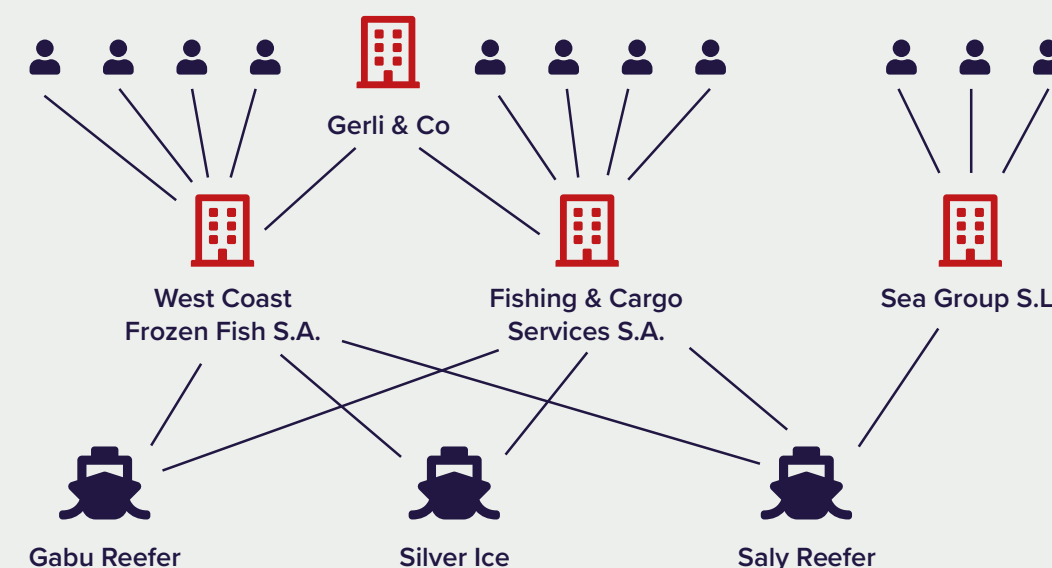 Gerli & Co
West Coast
Frozen Fish S.A.
Fishing & Cargo
Services S.A.
Sea Group S.L
Gabu Reefer
Silver Ice
Saly Reefer